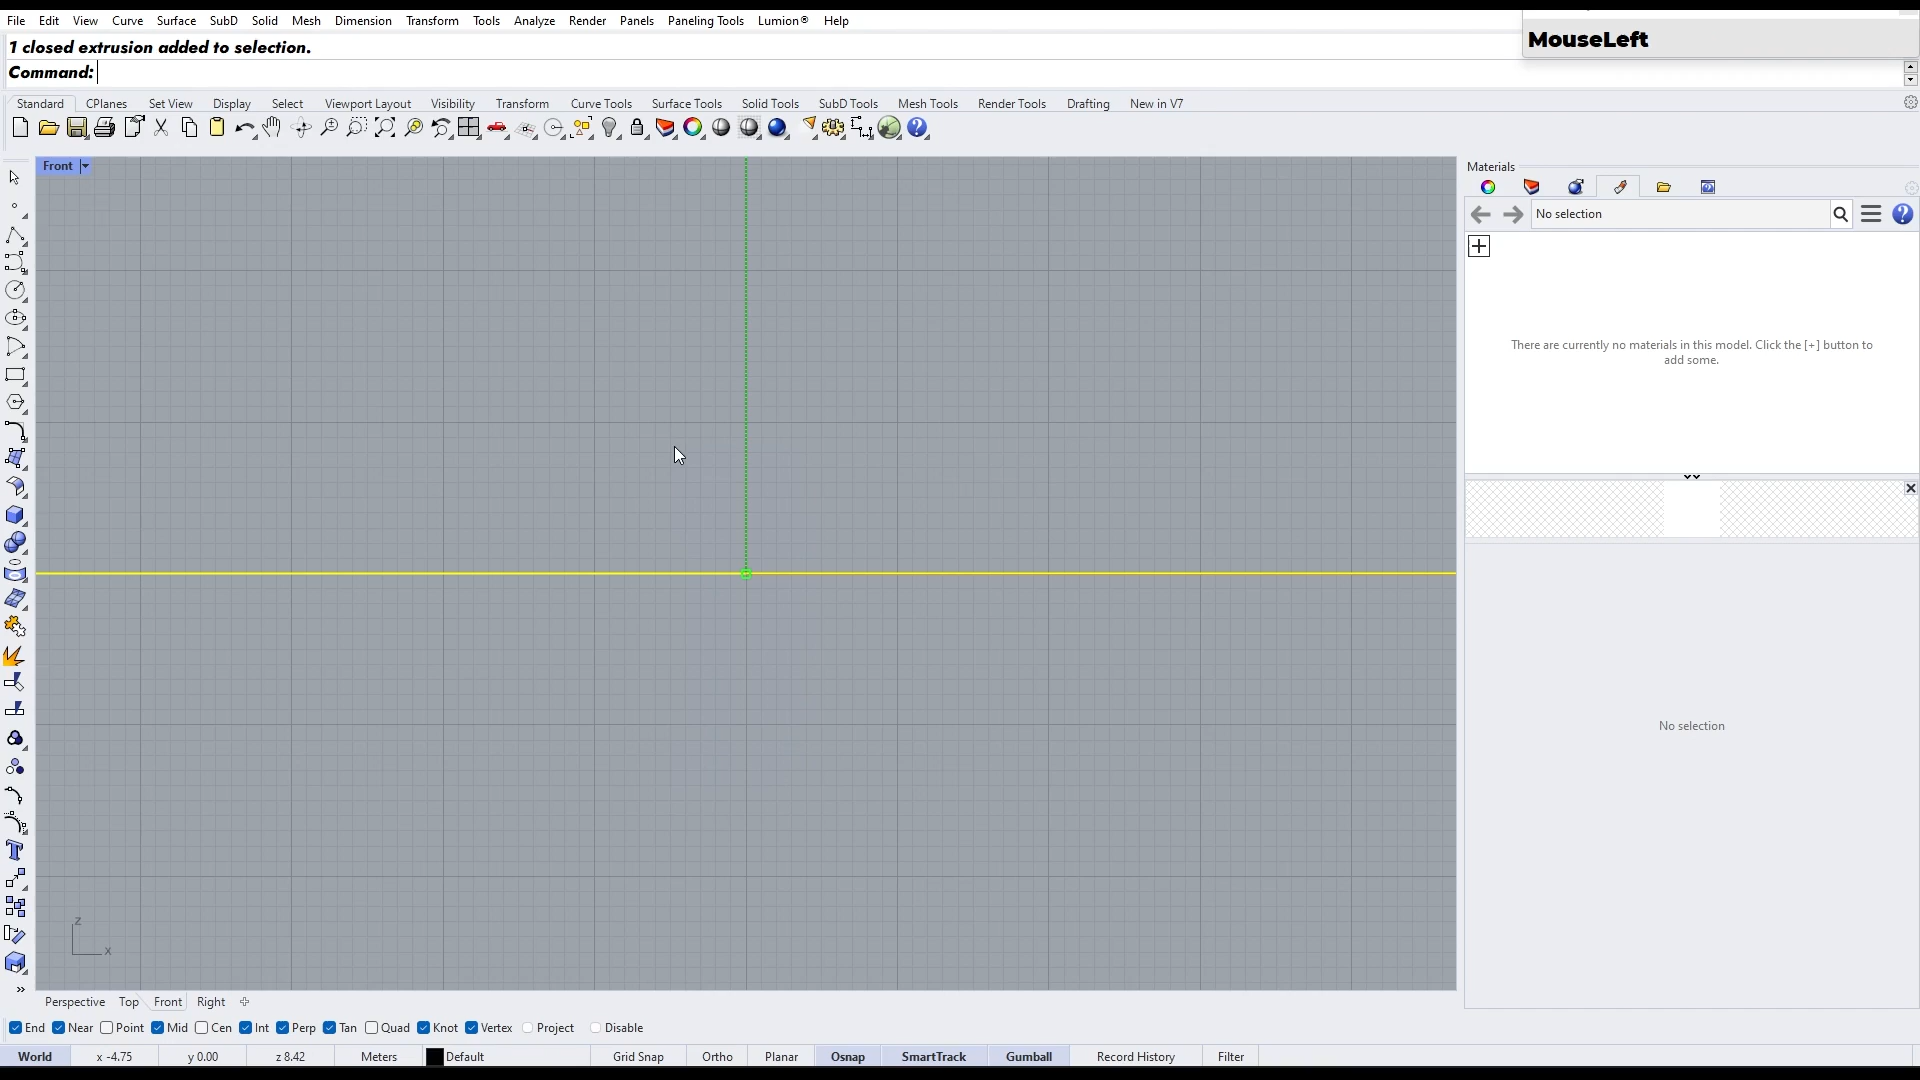 File Edit View Curve Surface SubD Solid Mesh Dimension Transform Tools Analyze Render Panels Paneling Tools Lumion® Help
1 closed extrusion added to selection.
MouseLeft
Command:
Standard CPlanes Set View Display Select Viewport Layout Visibility Transform Curve Tools Surface Tools Solid Tools SubD Tools Mesh Tools Render Tools Drafting New in V7
Front
Materials
No selection
There are currently no materials in this model. Click the [+] button to
add some.
No selection
z
x
Perspective Top Front Right
End Near Point Mid Cen Int Perp Tan Quad Knot Vertex Project Disable
World x -4.75 y 0.00 z 8.42 Meters Default Grid Snap Ortho Planar Osnap SmartTrack Gumball Record History Filter